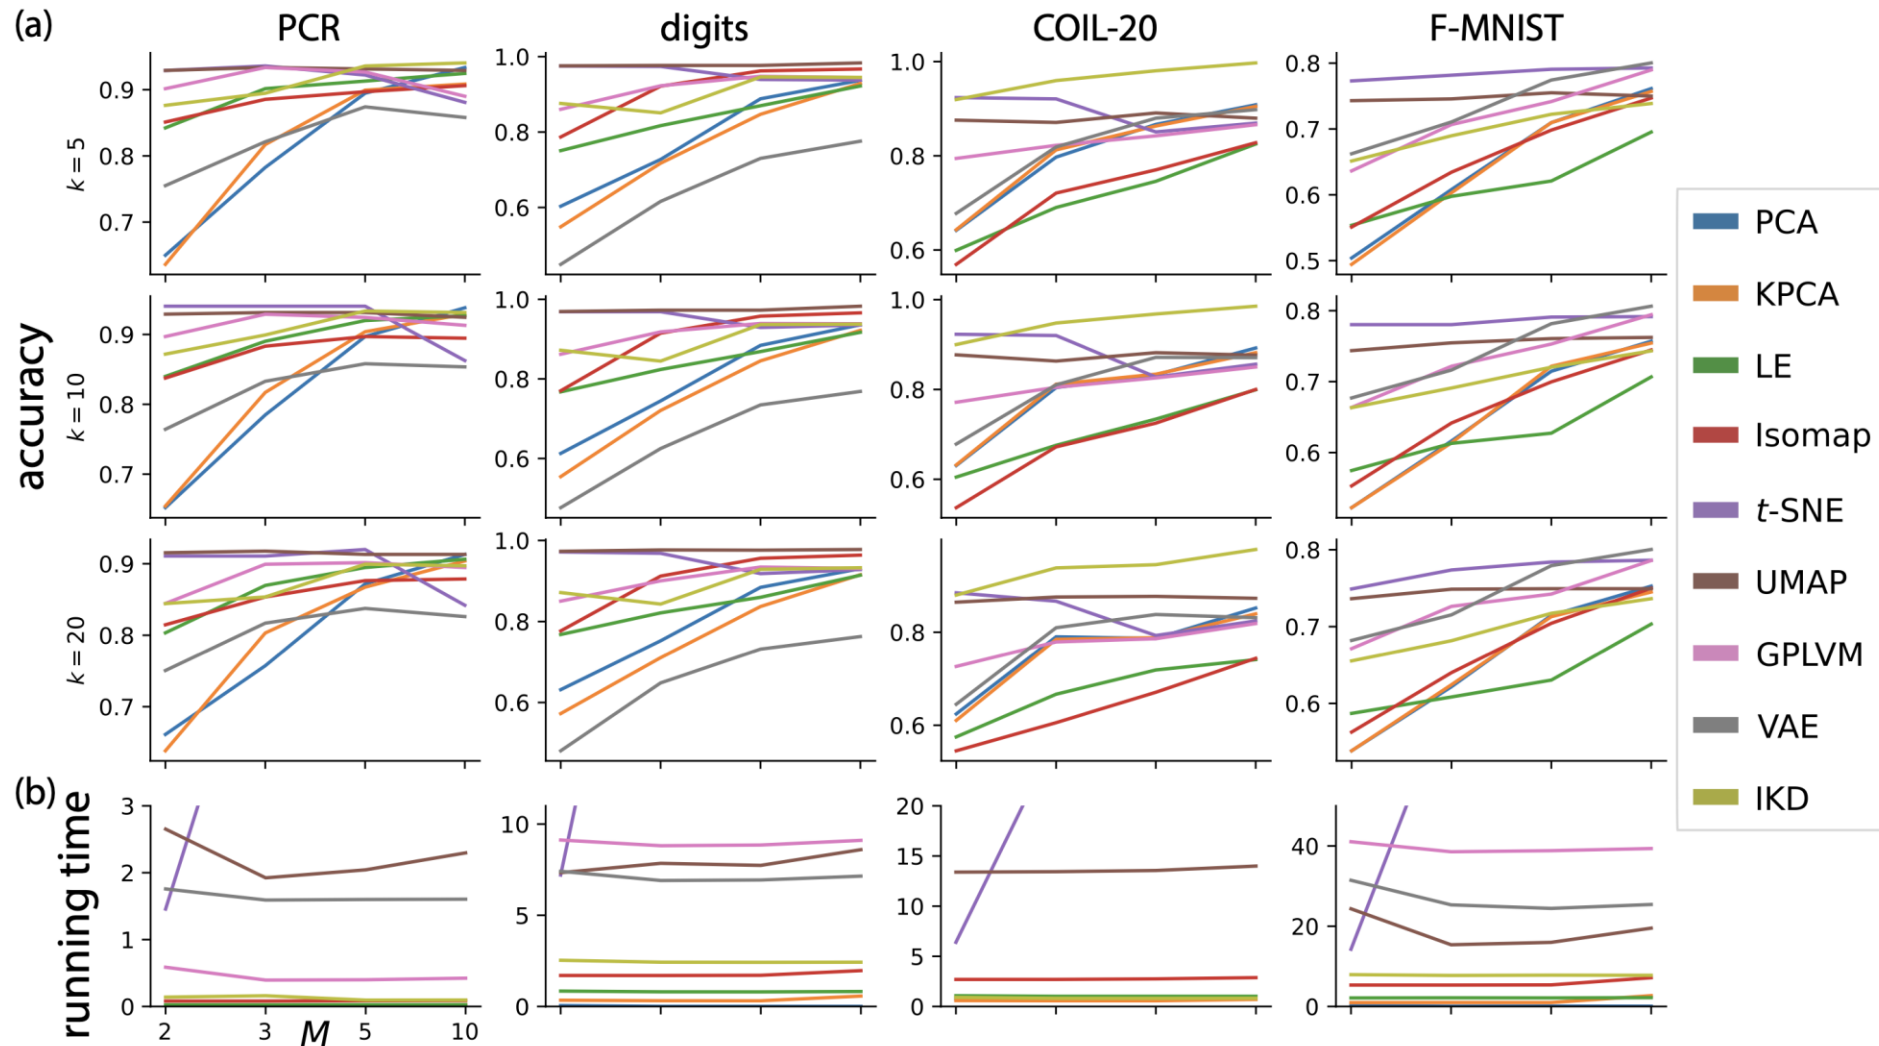 (a)
PCR
digits
COIL-20
F-MNIST
accuracy
k = 5
0.9
0.8
0.7
1.0
0.8
0.6
1.0
0.8
0.6
0.8
0.7
0.6
0.5
k = 10
0.9
0.8
0.7
1.0
0.8
0.6
1.0
0.8
0.6
0.8
0.7
0.6
k = 20
0.9
0.8
0.7
1.0
0.8
0.6
0.8
0.6
0.8
0.7
0.6
PCA
KPCA
LE
Isomap
t-SNE
UMAP
GPLVM
VAE
IKD
(b)
running time
3
2
1
0
10
5
0
20
15
10
5
0
40
20
0
2
3
M
5
10